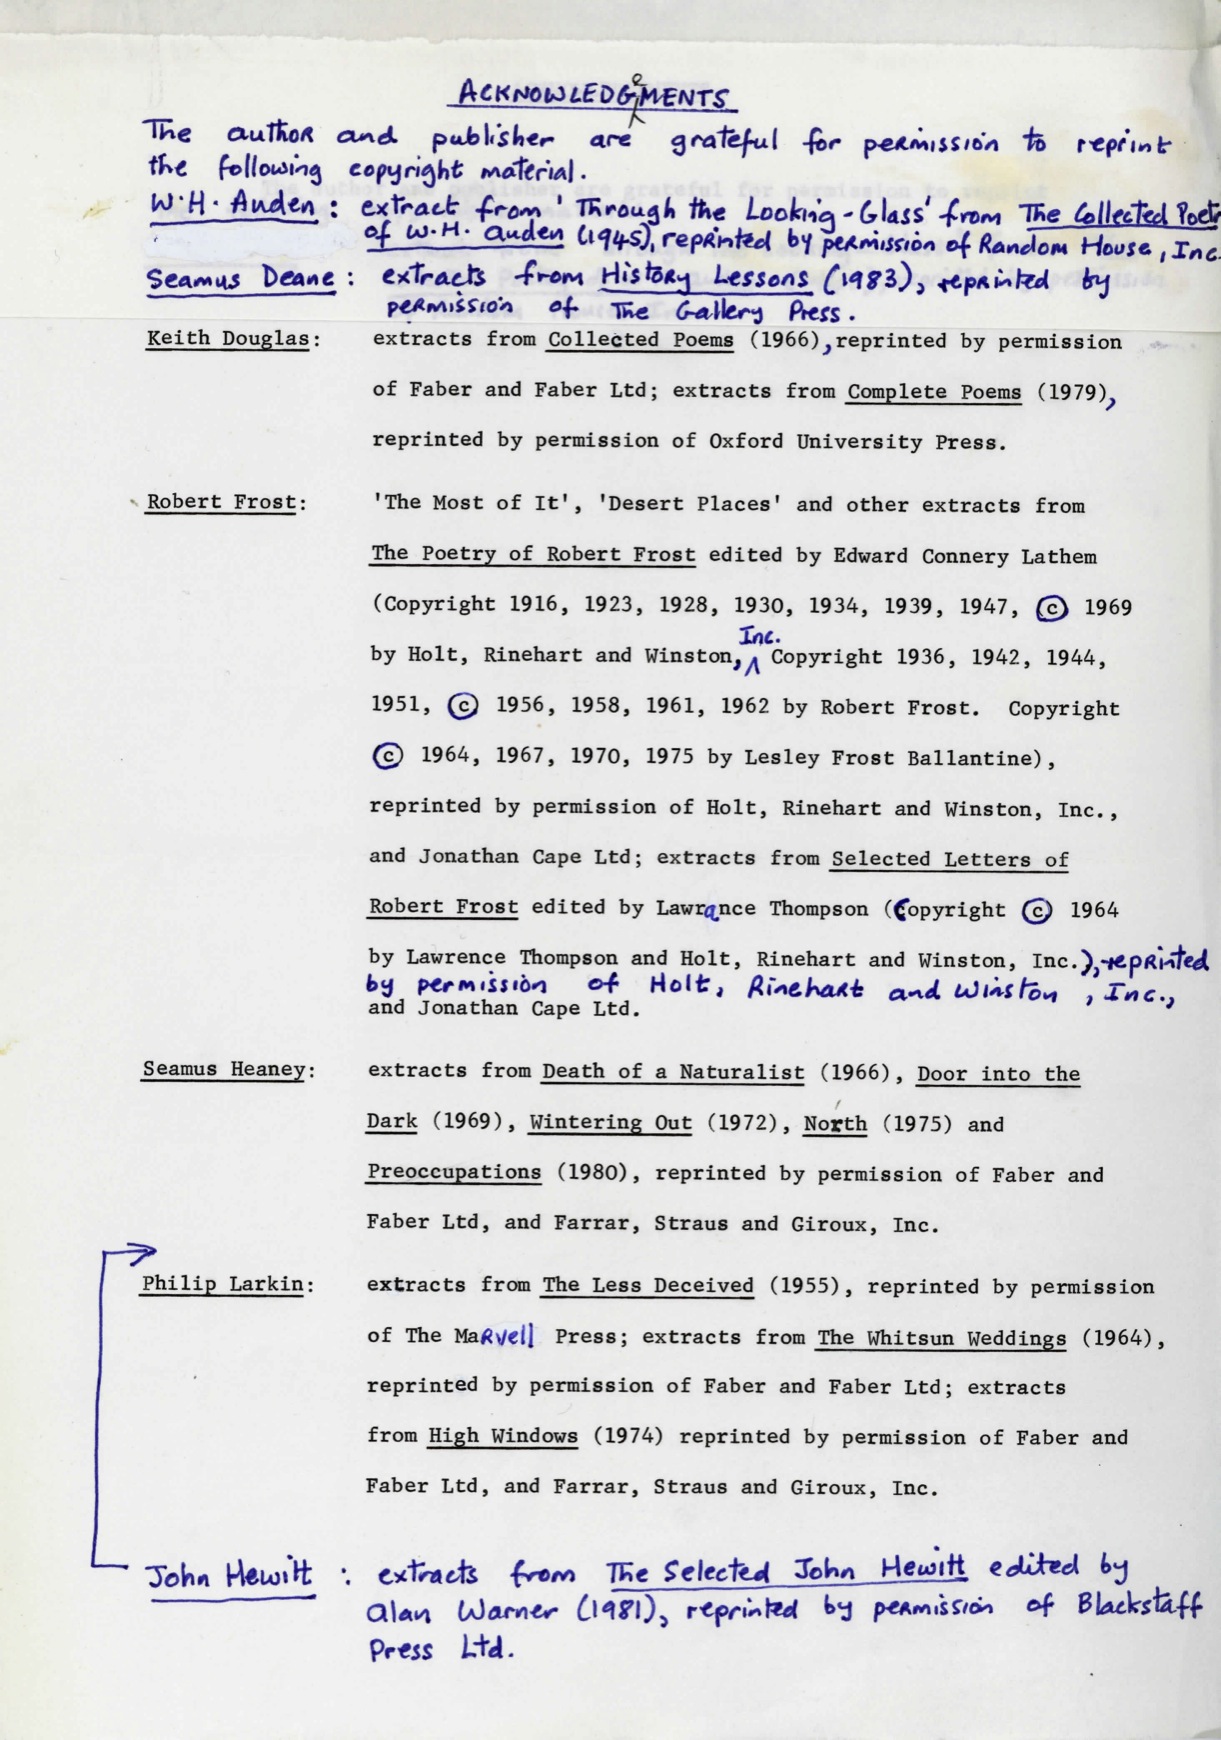 ACKNOWLEDGEMENTS
The author and publisher are grateful for permission to reprint
the following copyright material.
W.H. Auden: extract from 'Through the Looking-Glass' from The Collected Poetry
of W.H. Auden (1945), reprinted by permission of Random House, Inc.
Seamus Deane: extracts from History Lessons (1983), reprinted by
permission of The Gallery Press.
Keith Douglas: extracts from Collected Poems (1966), reprinted by permission
of Faber and Faber Ltd; extracts from Complete Poems (1979),
reprinted by permission of Oxford University Press.
Robert Frost: 'The Most of It', 'Desert Places' and other extracts from
The Poetry of Robert Frost edited by Edward Connery Lathem
(Copyright 1916, 1923, 1928, 1930, 1934, 1939, 1947, © 1969
by Holt, Rinehart and Winston, Inc. Copyright 1936, 1942, 1944,
1951, © 1956, 1958, 1961, 1962 by Robert Frost. Copyright
© 1964, 1967, 1970, 1975 by Lesley Frost Ballantine),
reprinted by permission of Holt, Rinehart and Winston, Inc.,
and Jonathan Cape Ltd; extracts from Selected Letters of
Robert Frost edited by Lawrance Thompson (Copyright © 1964
by Lawrence Thompson and Holt, Rinehart and Winston, Inc.), reprinted
by permission of Holt, Rinehart and Winston, Inc.,
and Jonathan Cape Ltd.
Seamus Heaney: extracts from Death of a Naturalist (1966), Door into the
Dark (1969), Wintering Out (1972), North (1975) and
Preoccupations (1980), reprinted by permission of Faber and
Faber Ltd, and Farrar, Straus and Giroux, Inc.
Philip Larkin: extracts from The Less Deceived (1955), reprinted by permission
of The Marvell Press; extracts from The Whitsun Weddings (1964),
reprinted by permission of Faber and Faber Ltd; extracts
from High Windows (1974) reprinted by permission of Faber and
Faber Ltd, and Farrar, Straus and Giroux, Inc.
John Hewitt: extracts from The Selected John Hewitt edited by
Alan Warner (1981), reprinted by permission of Blackstaff
Press Ltd.